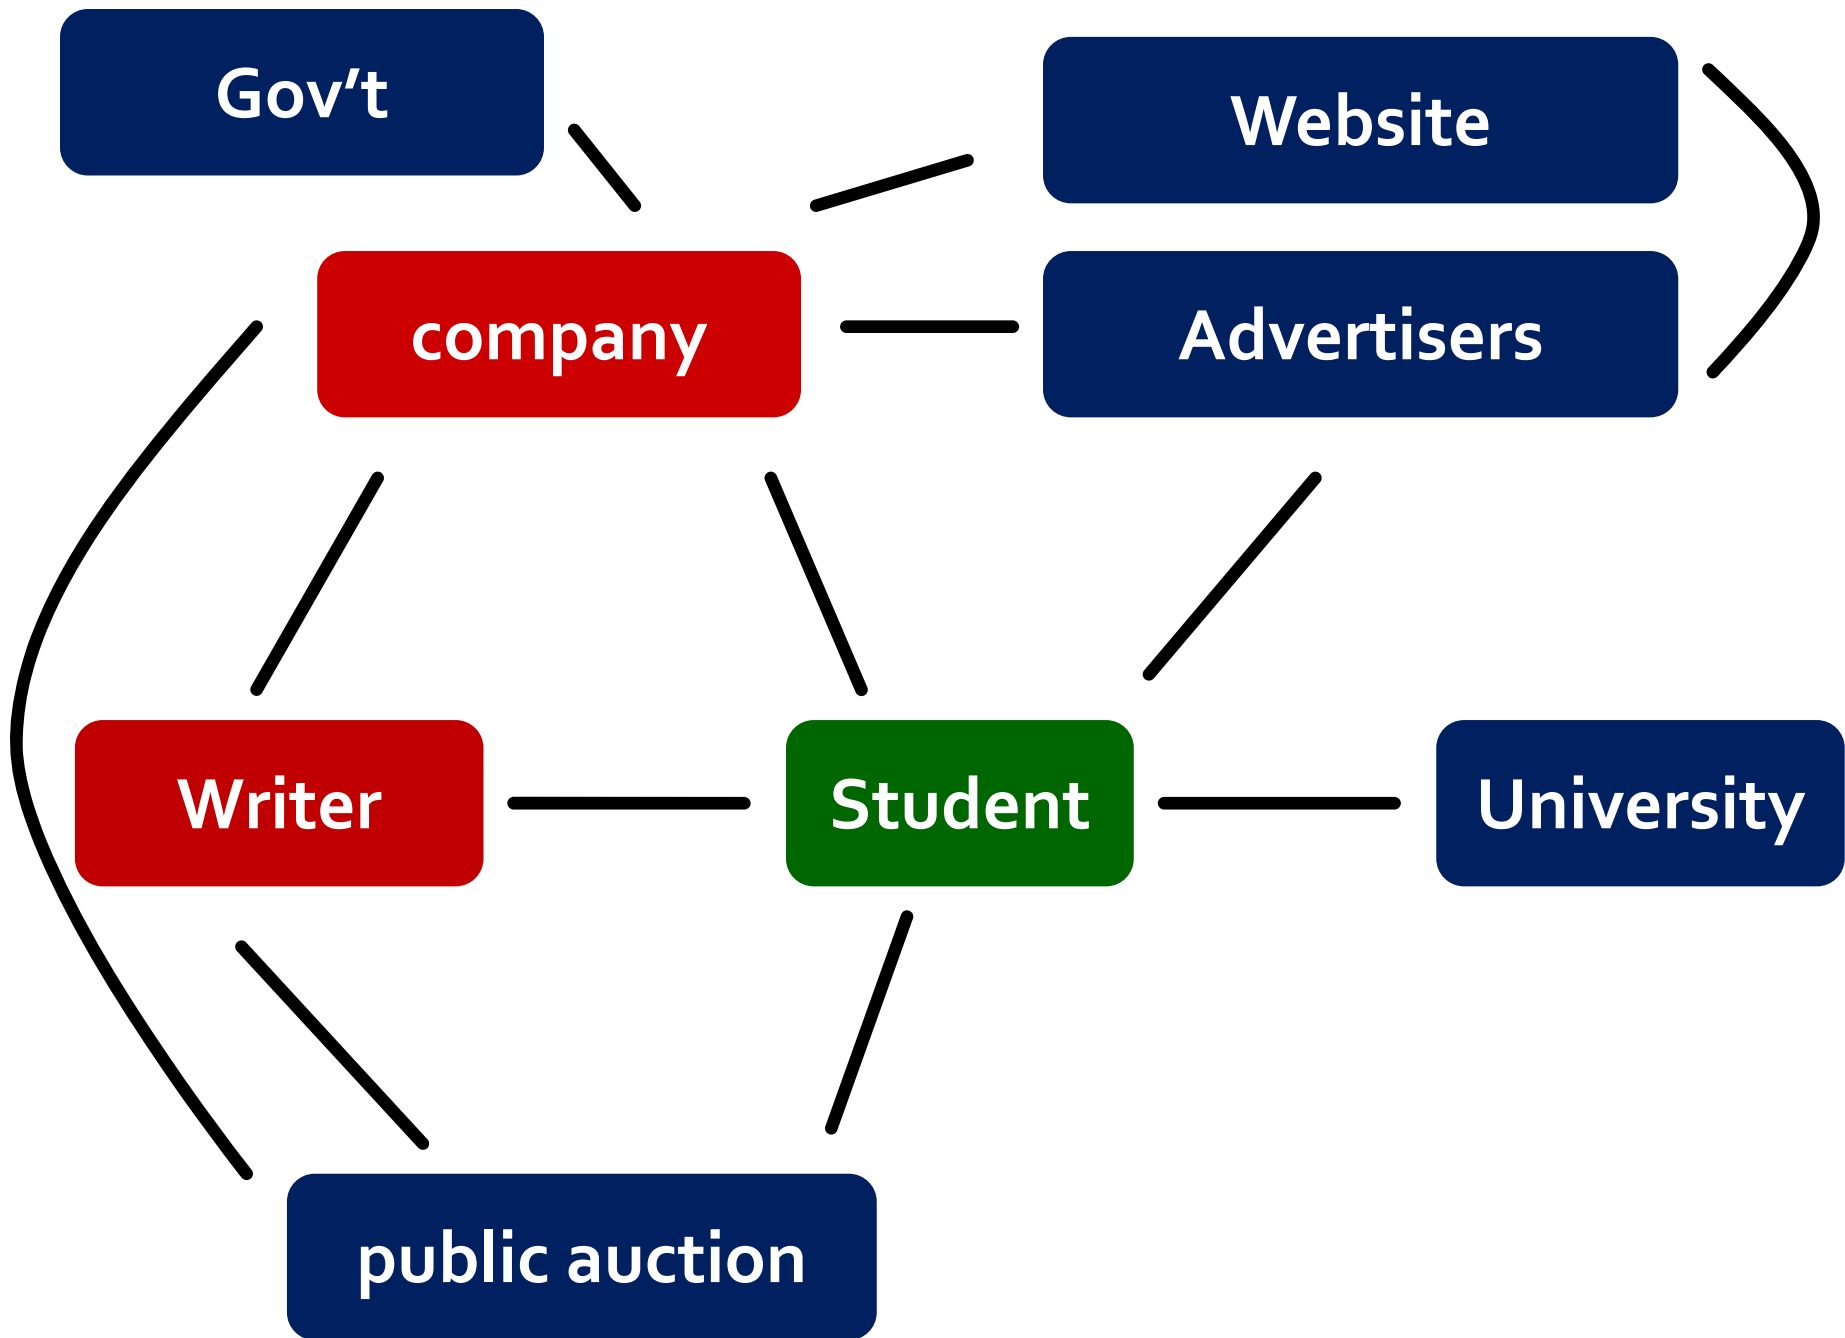 Gov’t
Website
company
Advertisers
Writer
Student
University
public auction